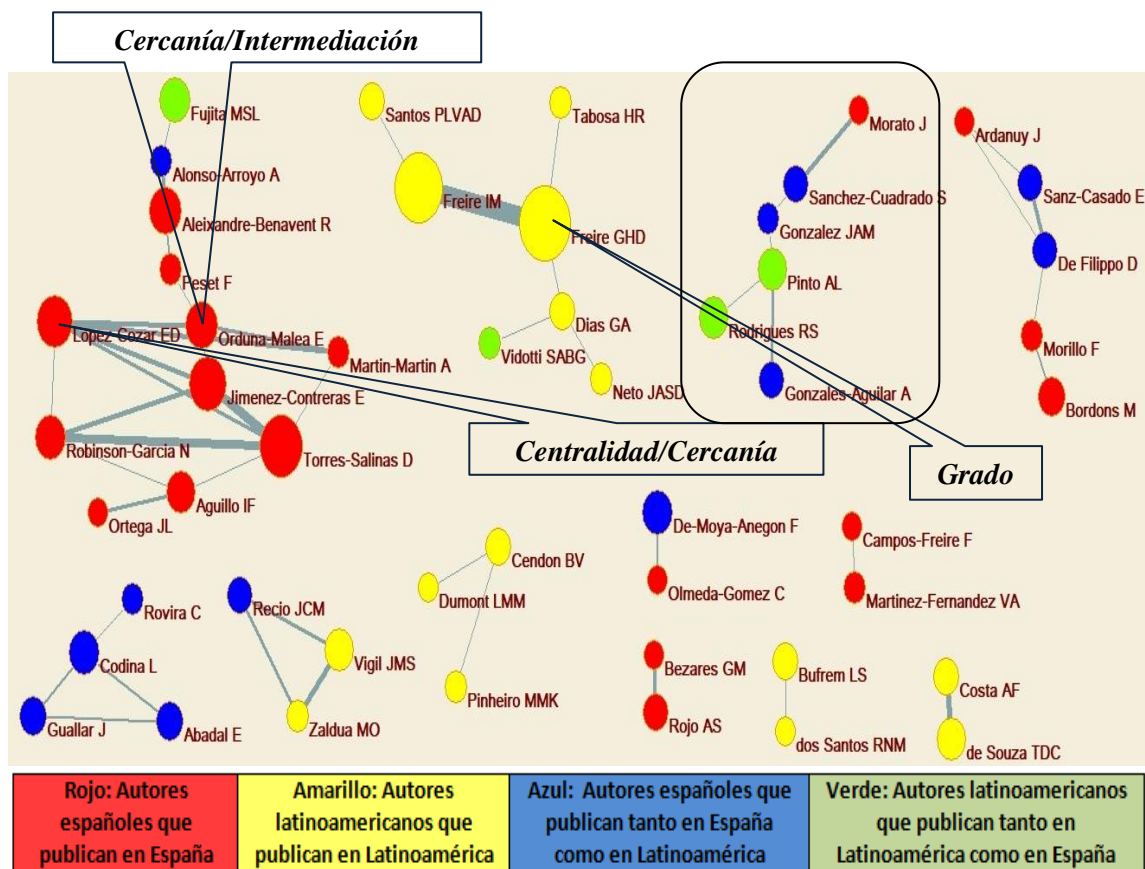 Cercanía/Intermediación
Fujita MSL
Alonso-Arroyo A
Aleixandre-Benavent R
Peset F
Lopez-Cozar ED
Orduna-Malea E
Martin-Martin A
Jimenez-Contreras E
Robinson-Garcia N
Torres-Salinas D
Aguillo IF
Ortega JL
Santos PLVAD
Tabosa HR
Freire IM
Freire GHD
Dias GA
Vidotti SABG
Neto JASD
Morato J
Sanchez-Cuadrado S
Gonzalez JAM
Pinto AL
Rodrigues RS
Gonzales-Aguilar A
Ardanuy J
Sanz-Casado E
De Filippo D
Morillo F
Bordons M
Centralidad/Cercanía
Grado
Rovira C
Codina L
Guallar J
Abadal E
Recio JCM
Vigil JMS
Zaldua MO
Cendon BV
Dumont LMM
Pinheiro MMK
De-Moya-Anegon F
Olmeda-Gomez C
Campos-Freire F
Martinez-Fernandez VA
Bezares GM
Rojo AS
Bufrem LS
dos Santos RNM
Costa AF
de Souza TDC
Rojo: Autores
españoles que
publican en España
Amarillo: Autores
latinoamericanos que
publican en Latinoamérica
Azul: Autores españoles que
publican tanto en España
como en Latinoamérica
Verde: Autores latinoamericanos
que publican tanto en
Latinoamérica como en España